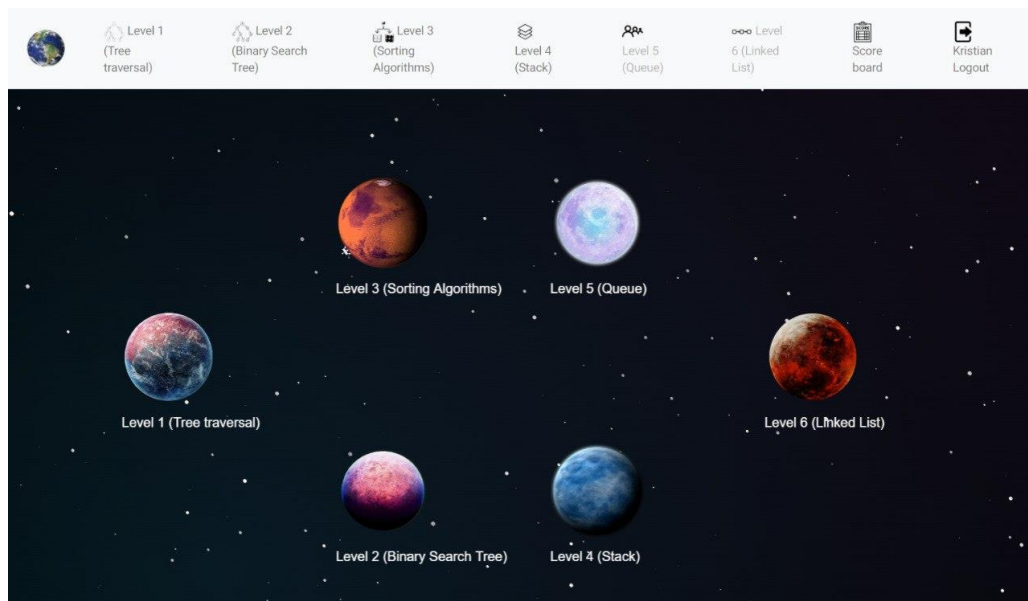 Level 1
(Tree
traversal)
Level 2
(Binary Search
Tree)
Level 3
(Sorting
Algorithms)
Level 4
(Stack)
Level 5
(Queue)
Level
6 (Linked
List)
SCORE
Score
board
Kristian
Logout
Level 3 (Sorting Algorithms)
Level 5 (Queue)
Level 1 (Tree traversal)
Level 6 (Linked List)
Level 2 (Binary Search Tree)
Level 4 (Stack)